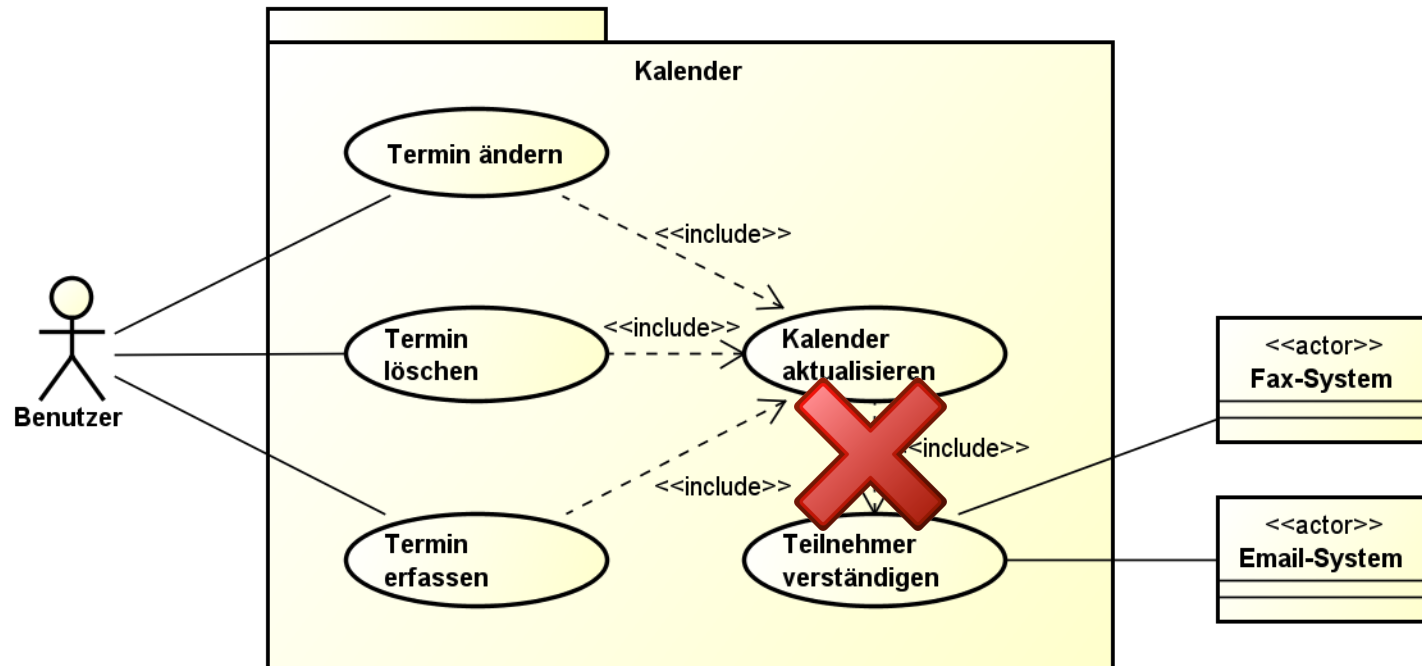 Kalender
Termin ändern
<<include>>
Termin
löschen
<<include>>
Kalender
aktualisieren
Benutzer
<<actor>>
Fax-System
<<include>>
<<include>>
Termin
erfassen
Teilnehmer
verständigen
<<actor>>
Email-System